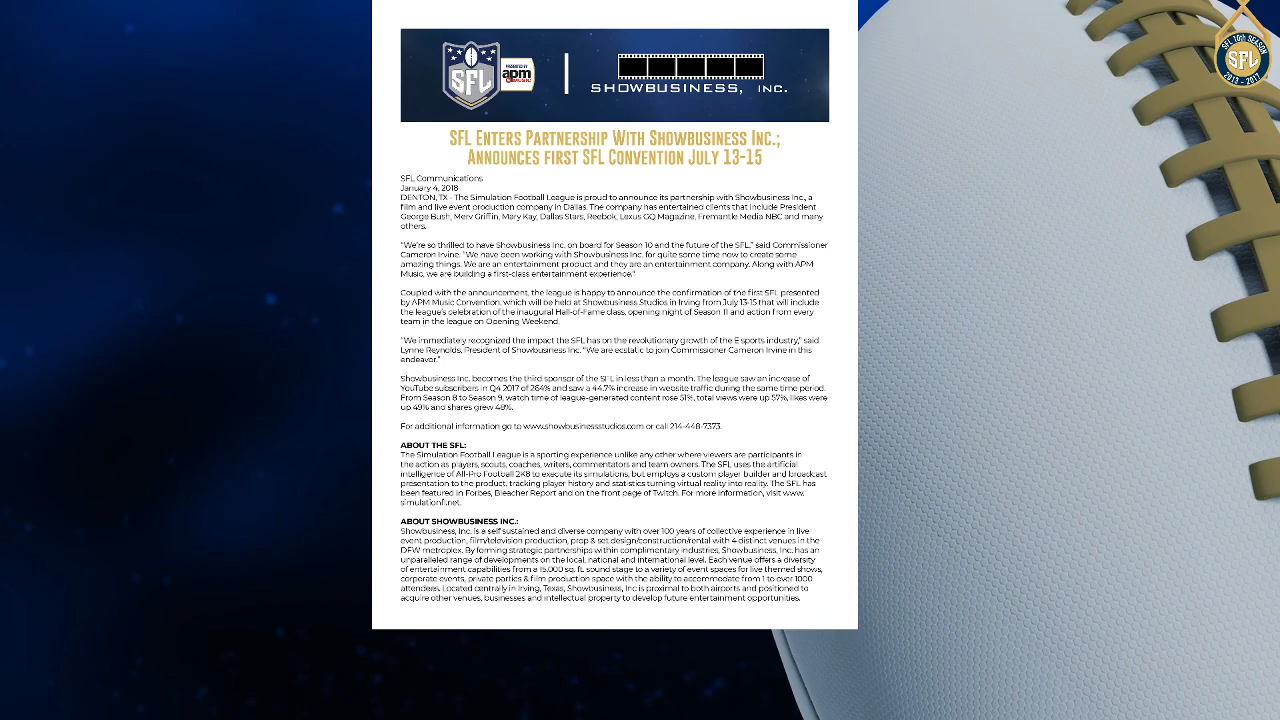 SFL 10th SEASON
SFL
2013 - 2017
SFL
PRESENTED BY
apm
MUSIC
SHOWBUSINESS, INC.
SFL Enters Partnership With Showbusiness Inc.;
Announces first SFL Convention July 13-15
SFL Communications
January 4, 2018
DENTON, TX - The Simulation Football League is proud to announce its partnership with Showbusiness Inc., a
film and live event production company in Dallas. The company has entertained clients that include President
George Bush, Merv Griffin, Mary Kay, Dallas Stars, Reebok, Lexus GQ Magazine, Fremantle Media NBC and many
others.
"We're so thrilled to have Showbusiness Inc. on board for Season 10 and the future of the SFL," said Commissioner
Cameron Irvine. "We have been working with Showbusiness Inc. for quite some time now to create some
amazing things. We are an entertainment product and they are an entertainment company. Along with APM
Music, we are building a first-class entertainment experience."
Coupled with the announcement, the league is happy to announce the confirmation of the first SFL presented
by APM Music Convention, which will be held at Showbusiness Studios in Irving from July 13-15 that will include
the league's celebration of the inaugural Hall-of-Fame class, opening night of Season 11 and action from every
team in the league on Opening Weekend.
"We immediately recognized the impact the SFL has on the revolutionary growth of the E sports industry," said
Lynne Reynolds, President of Showbusiness Inc. "We are ecstatic to join Commissioner Cameron Irvine in this
endeavor."
Showbusiness Inc. becomes the third sponsor of the SFL in less than a month. The league saw an increase of
YouTube subscribers in Q4 2017 of 264% and saw a 44.7% increase in website traffic during the same time period.
From Season 8 to Season 9, watch time of league-generated content rose 51%, total views were up 57%, likes were
up 49% and shares grew 48%.
For additional information go to www.showbusinessstudios.com or call 214-448-7373.
ABOUT THE SFL:
The Simulation Football League is a sporting experience unlike any other where viewers are participants in
the action as players, scouts, coaches, writers, commentators and team owners. The SFL uses the artificial
intelligence of All-Pro Football 2K8 to execute its simulations, but employs a custom player builder and broadcast
presentation to the product, tracking player history and statistics turning virtual reality into reality. The SFL has
been featured in Forbes, Bleacher Report and on the front page of Twitch. For more information, visit www.
simulationfl.net.
ABOUT SHOWBUSINESS INC.:
Showbusiness, Inc. is a self sustained and diverse company with over 100 years of collective experience in live
event production, film/television production, prop & set design/construction/rental with 4 distinct venues in the
DFW metroplex. By forming strategic partnerships within complimentary industries, Showbusiness, Inc. has an
unparalleled range of developments on the local, national and international level. Each venue offers a diversity
of entertainment capabilities from a 15,000 sq. ft. sound stage to a variety of event spaces for live themed shows,
corporate events, private parties & film production space with the ability to accommodate from 1 to over 1000
attendees. Located centrally in Irving, Texas, Showbusiness, Inc is proximal to both airports and positioned to
acquire other venues, businesses and intellectual property to develop future entertainment opportunities.